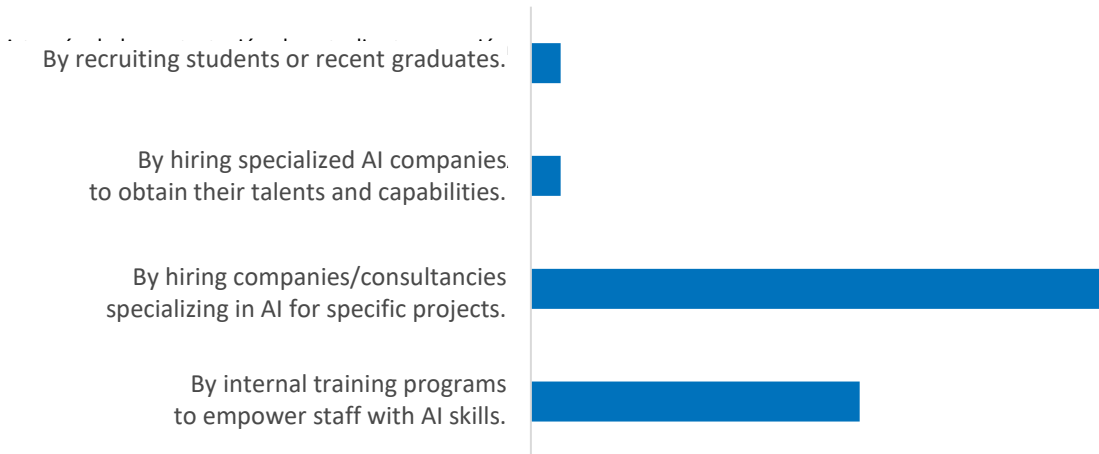 By recruiting students or recent graduates.
By hiring specialized AI companies.
to obtain their talents and capabilities.
By hiring companies/consultancies
specializing in AI for specific projects.
By internal training programs
to empower staff with AI skills.